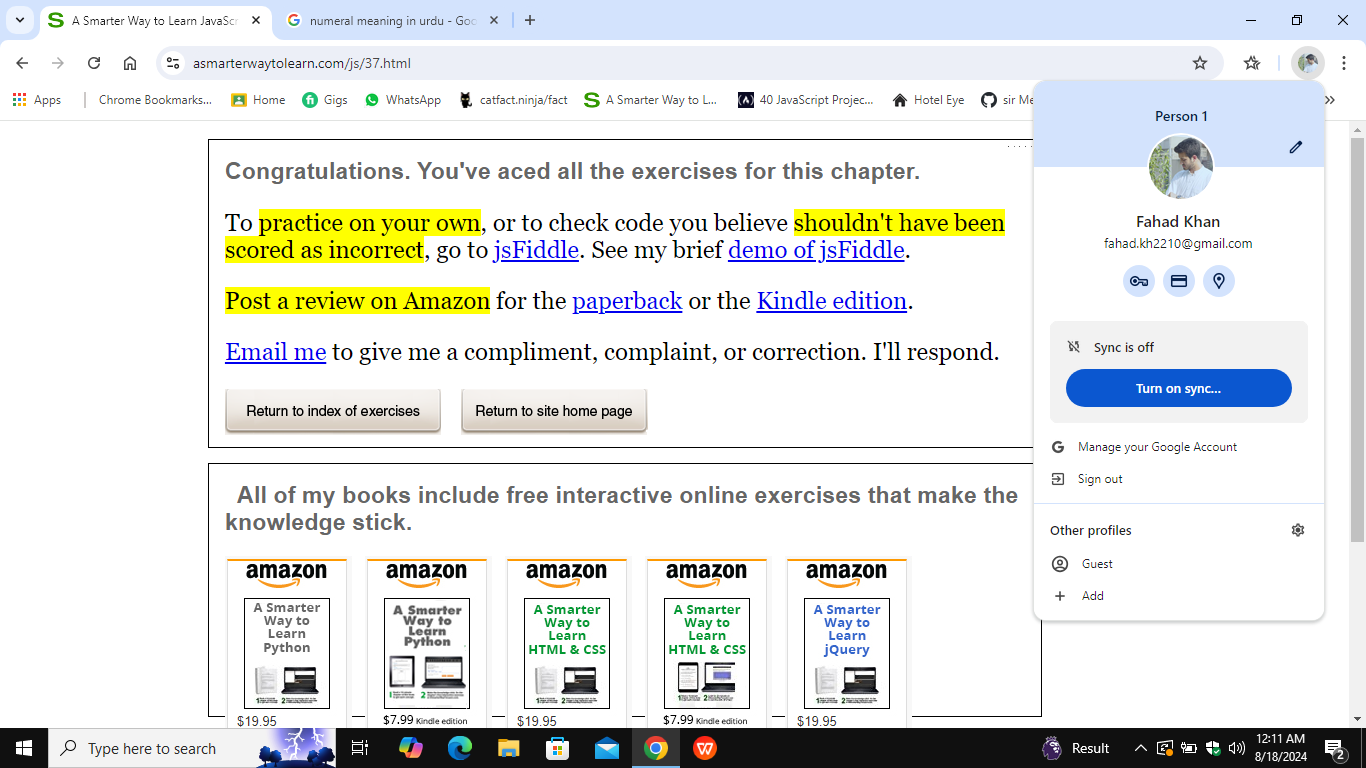 A Smarter Way to Learn JavaScr
numeral meaning in urdu - Goo
asmarterwaytolearn.com/js/37.html
Apps
Chrome Bookmarks...
Home
Gigs
WhatsApp
catfact.ninja/fact
A Smarter Way to L...
40 JavaScript Projec...
Hotel Eye
sir Me
Congratulations. You've aced all the exercises for this chapter.
To practice on your own, or to check code you believe shouldn't have been
scored as incorrect, go to jsFiddle. See my brief demo of jsFiddle.
Post a review on Amazon for the paperback or the Kindle edition.
Email me to give me a compliment, complaint, or correction. I'll respond.
Return to index of exercises
Return to site home page
All of my books include free interactive online exercises that make the
knowledge stick.
amazon
A Smarter
Way to
Learn
Python
$19.95
amazon
A Smarter
Way to
Learn
Python
$7.99 Kindle edition
amazon
A Smarter
Way to
Learn
HTML & CSS
$19.95
amazon
A Smarter
Way to
Learn
HTML & CSS
$7.99 Kindle edition
amazon
A Smarter
Way to
Learn
jQuery
$19.95
Person 1
Fahad Khan
fahad.kh2210@gmail.com
Sync is off
Turn on sync...
Manage your Google Account
Sign out
Other profiles
Guest
Add
Type here to search
Result
12:11 AM
8/18/2024
2